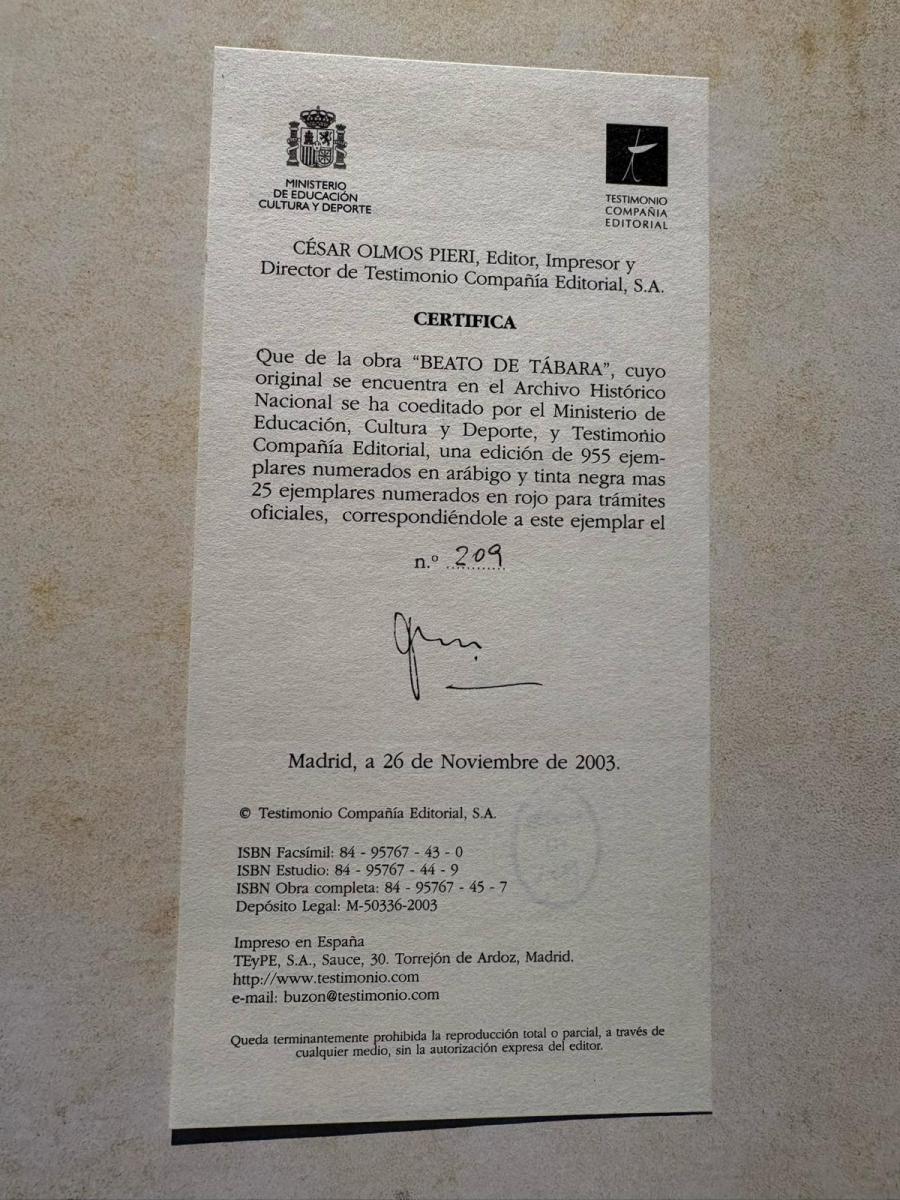 MINISTERIO
DE EDUCACIÓN
CULTURA Y DEPORTE
TESTIMONIO
COMPAÑIA
EDITORIAL
CÉSAR OLMOS PIERI, Editor, Impresor y
Director de Testimonio Compañía Editorial, S.A.
CERTIFICA
Que de la obra “BEATO DE TÁBARA”, cuyo
original se encuentra en el Archivo Histórico
Nacional se ha coeditado por el Ministerio de
Educación, Cultura y Deporte, y Testimonio
Compañía Editorial, una edición de 955 ejem-
plares numerados en arábigo y tinta negra mas
25 ejemplares numerados en rojo para trámites
oficiales, correspondiéndole a este ejemplar el
n.º 209
Madrid, a 26 de Noviembre de 2003.
© Testimonio Compañía Editorial, S.A.
ISBN Facsímil: 84 - 95767 - 43 - 0
ISBN Estudio: 84 - 95767 - 44 - 9
ISBN Obra completa: 84 - 95767 - 45 - 7
Depósito Legal: M-50336-2003
Impreso en España
TEyPE, S.A., Sauce, 30. Torrejón de Ardoz, Madrid.
http://www.testimonio.com
e-mail: buzon@testimonio.com
Queda terminantemente prohibida la reproducción total o parcial, a través de
cualquier medio, sin la autorización expresa del editor.